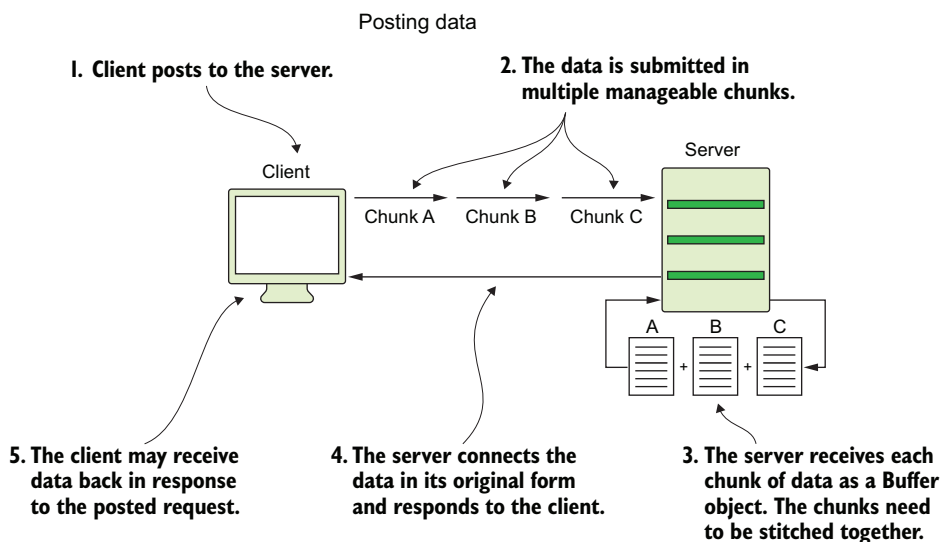 Posting data
1. Client posts to the server.
2. The data is submitted in
multiple manageable chunks.
Client
Server
Chunk A
Chunk B
Chunk C
A
B
C
+
+
5. The client may receive
data back in response
to the posted request.
4. The server connects the
data in its original form
and responds to the client.
3. The server receives each
chunk of data as a Buffer
object. The chunks need
to be stitched together.